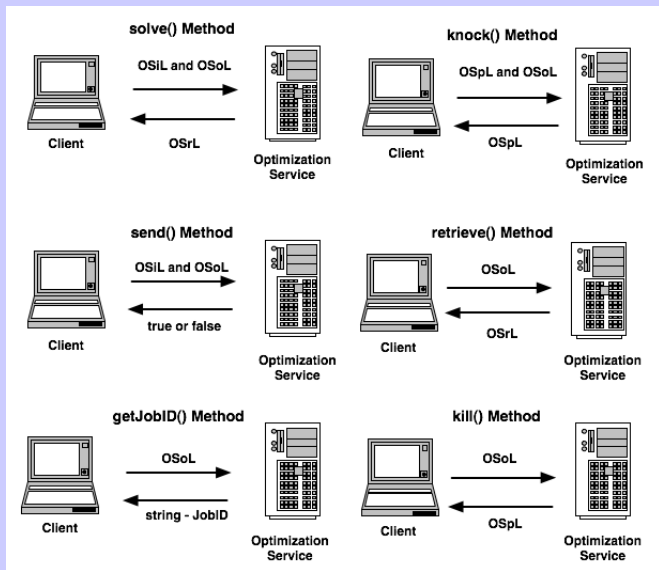 solve() Method
OSiL and OSoL
OSrL
Client
Optimization
Service
knock() Method
OSpL and OSoL
OSpL
Client
Optimization
Service
send() Method
OSiL and OSoL
true or false
Client
Optimization
Service
retrieve() Method
OSoL
OSrL
Client
Optimization
Service
getJobID() Method
OSoL
string - JobID
Client
Optimization
Service
kill() Method
OSoL
OSpL
Client
Optimization
Service